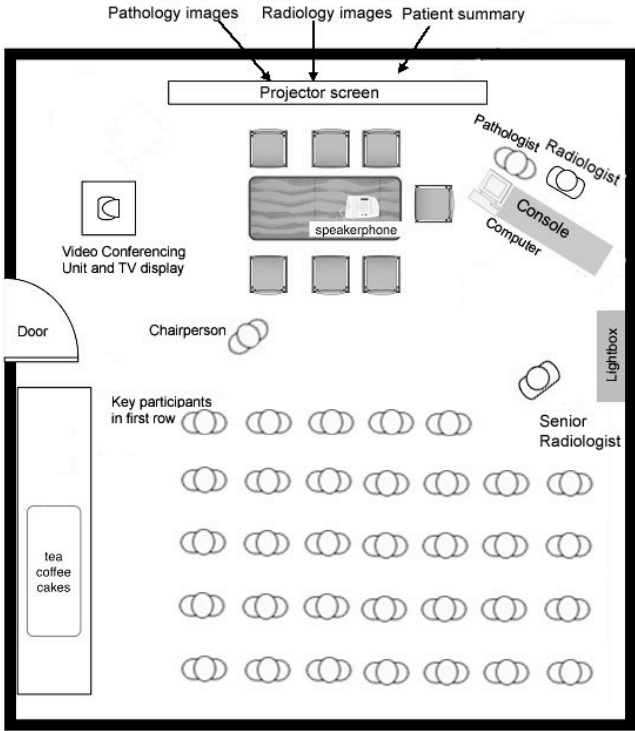 Pathology images
Radiology images
Patient summary
Projector screen
Pathologist
Radiologist
Console
Computer
speakerphone
Video Conferencing
Unit and TV display
Door
Chairperson
Lightbox
Key participants
in first row
Senior
Radiologist
tea
coffee
cakes